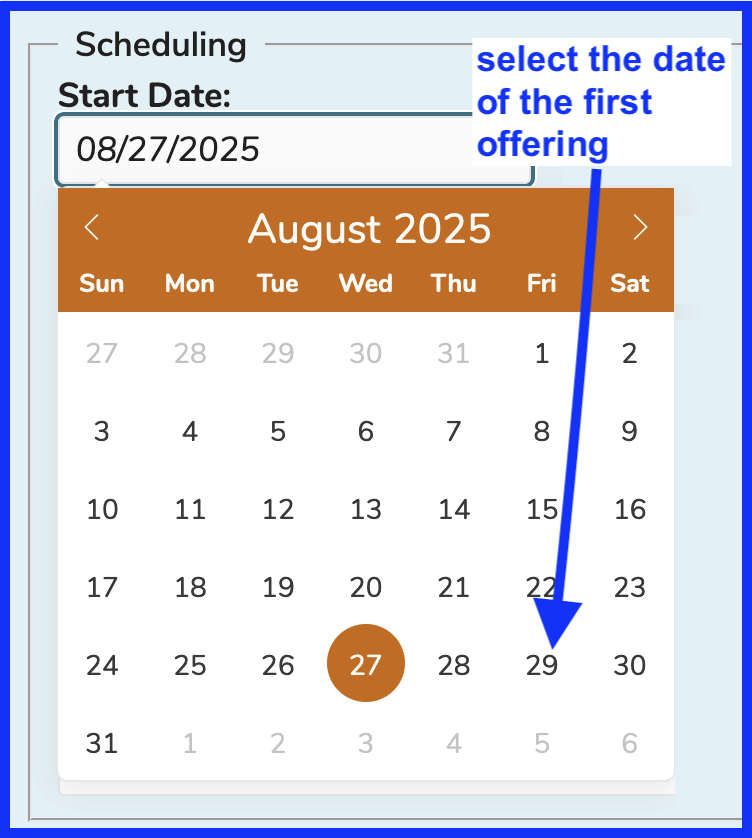 Scheduling
select the date
of the first
offering
Start Date:
08/27/2025
August 2025
Sun Mon Tue Wed Thu Fri Sat
27 28 29 30 31 1 2
3 4 5 6 7 8 9
10 11 12 13 14 15 16
17 18 19 20 21 22 23
24 25 26 27 28 29 30
31 1 2 3 4 5 6